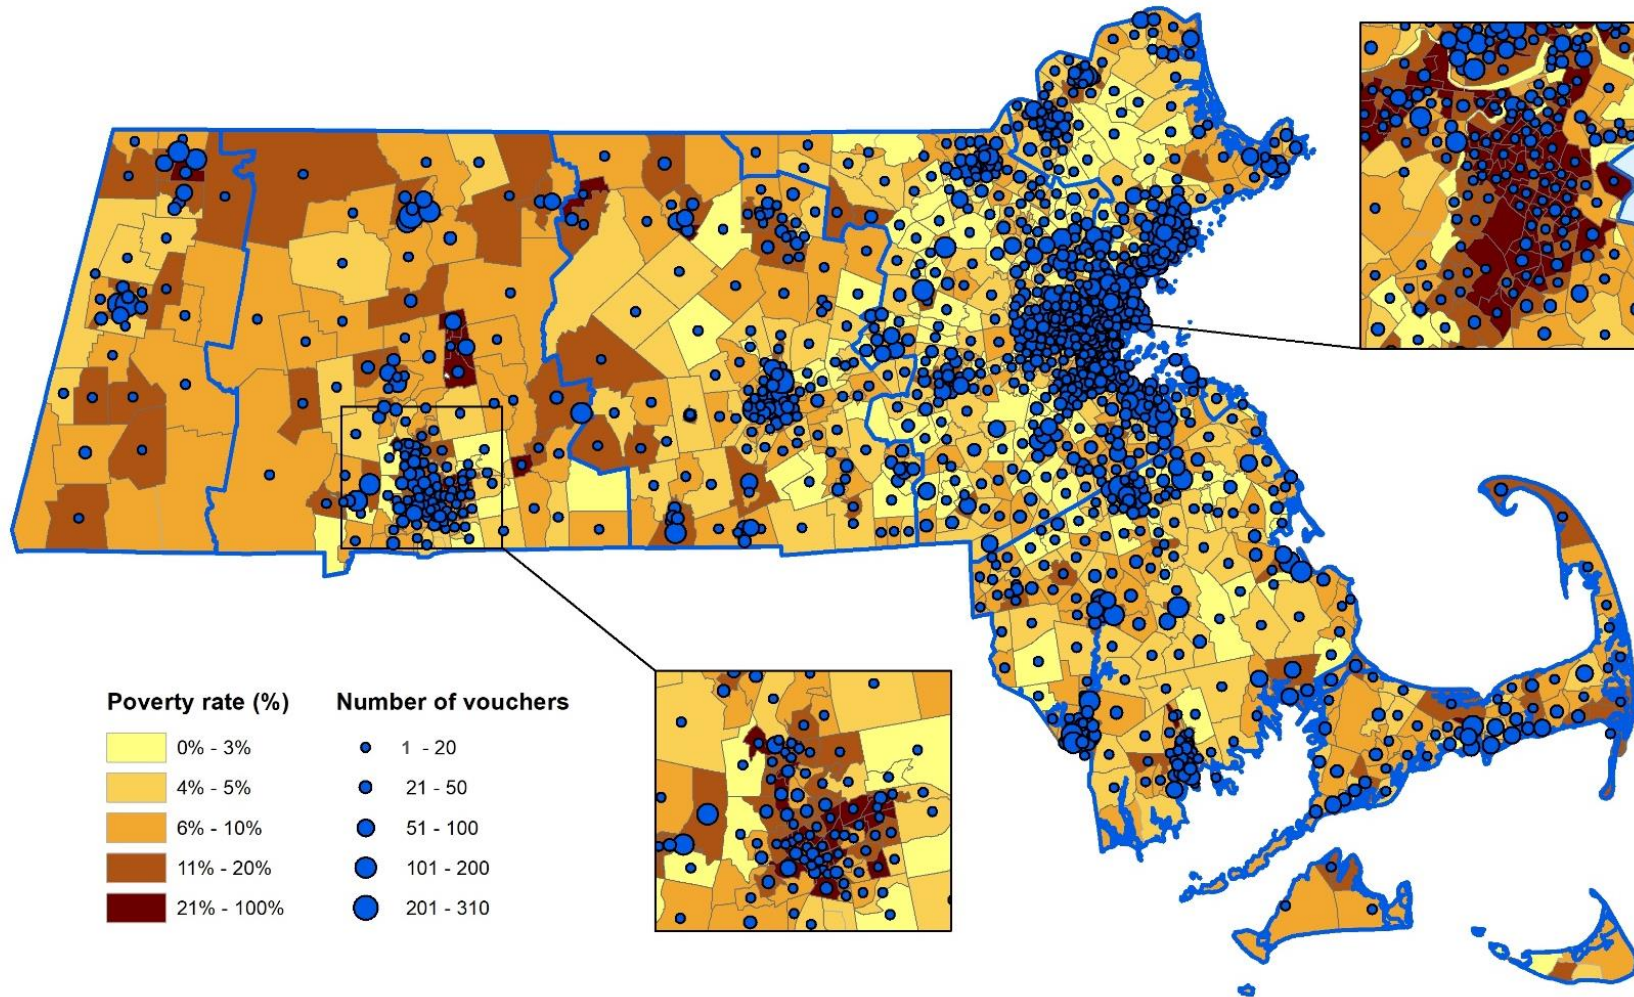 Poverty rate (%) Number of vouchers
0% - 3% 1 - 20
4% - 5% 21 - 50
6% - 10% 51 - 100
11% - 20% 101 - 200
21% - 100% 201 - 310